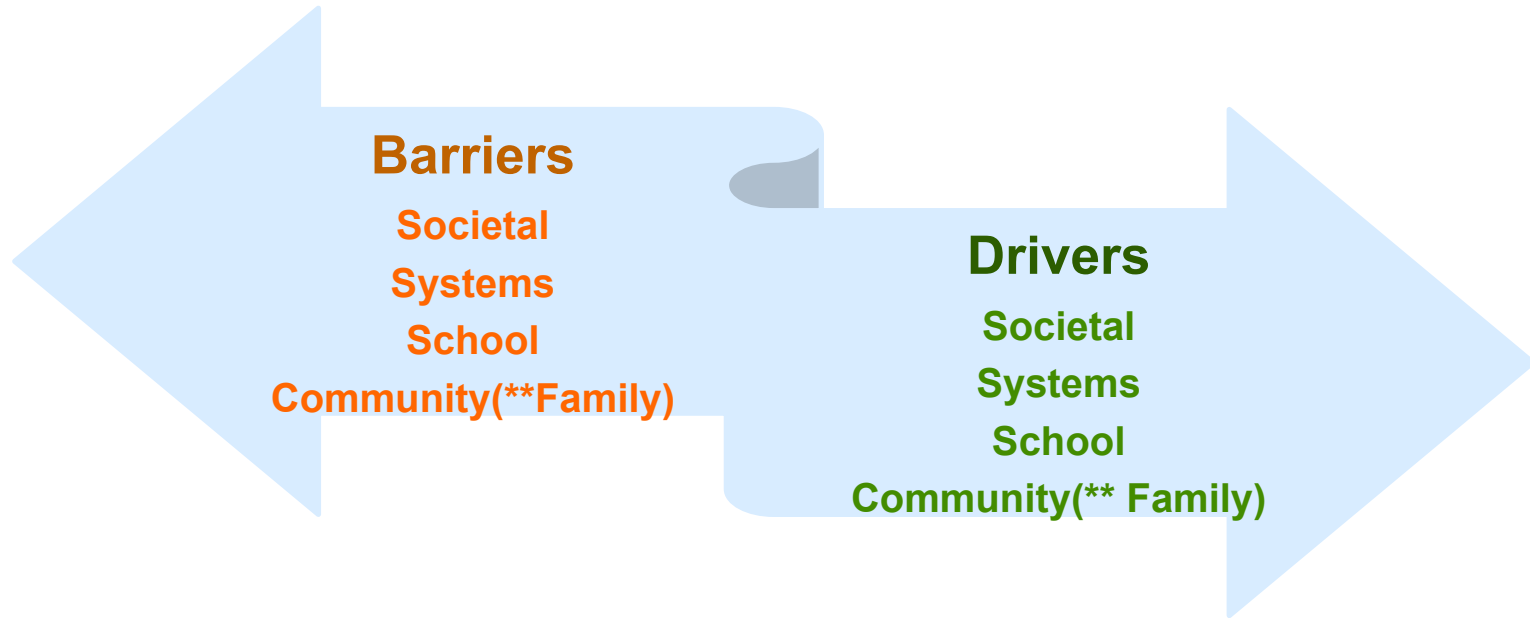 Barriers
Societal
Systems
School
Community(**Family)
Drivers
Societal
Systems
School
Community(** Family)